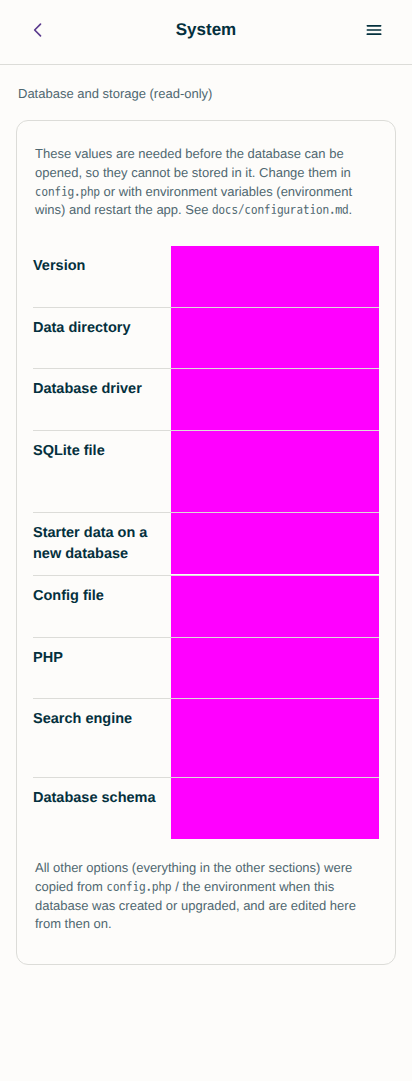 System
Database and storage (read-only)
These values are needed before the database can be
opened, so they cannot be stored in it. Change them in
config.php or with environment variables (environment
wins) and restart the app. See docs/configuration.md.
Version
Data directory
Database driver
SQLite file
Starter data on a
new database
Config file
PHP
Search engine
Database schema
All other options (everything in the other sections) were
copied from config.php / the environment when this
database was created or upgraded, and are edited here
from then on.